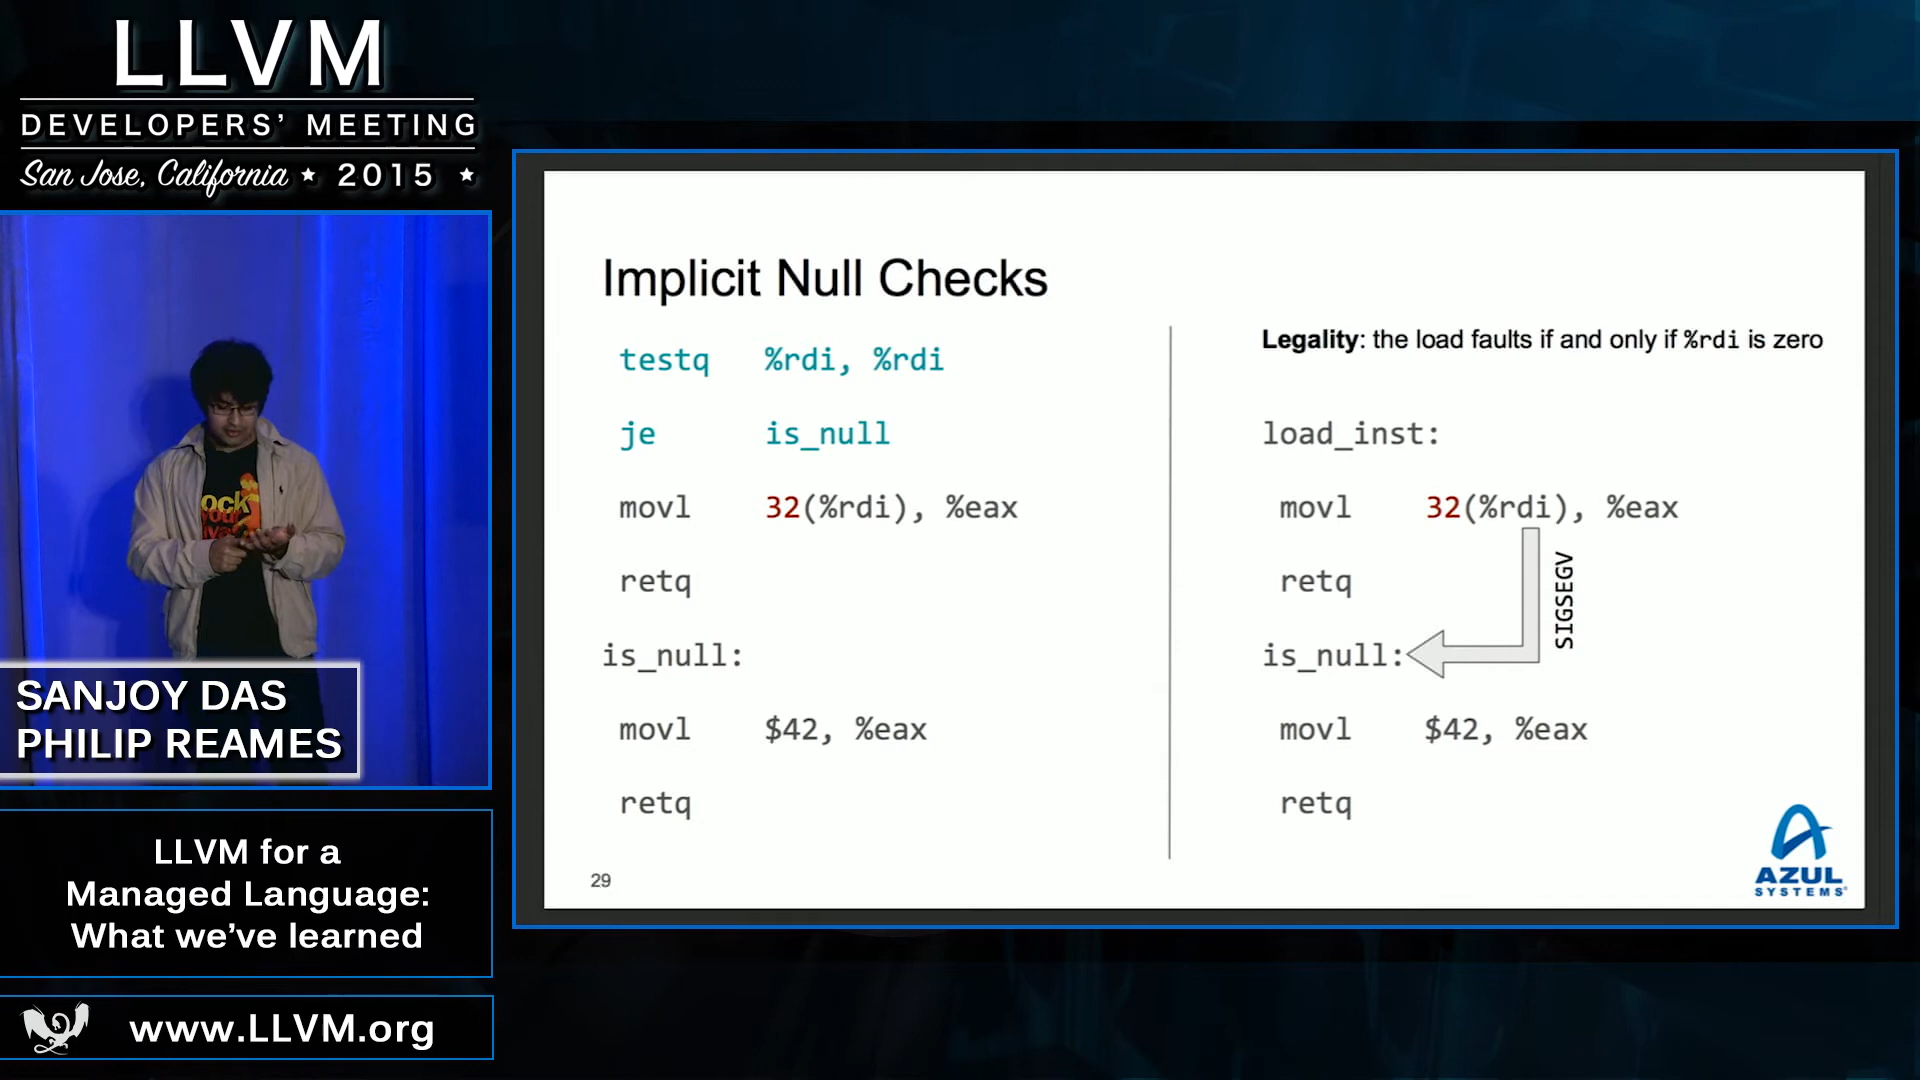 LLVM
DEVELOPERS' MEETING
San Jose, California ★ 2015 ★
SANJOY DAS
PHILIP REAMES
LLVM for a
Managed Language:
What we've learned
www.LLVM.org
Implicit Null Checks
testq %rdi, %rdi
je is_null
movl 32(%rdi), %eax
retq
is_null:
movl $42, %eax
retq
29
Legality: the load faults if and only if %rdi is zero
load_inst:
movl 32(%rdi), %eax
retq
SIGSEGV
is_null:
movl $42, %eax
retq
AZUL
SYSTEMS